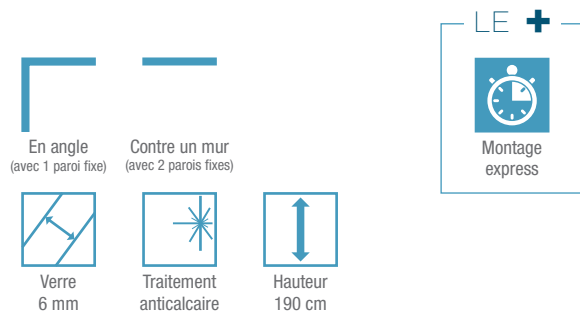 LE +
En angle
(avec 1 paroi fixe)
Contre un mur
(avec 2 parois fixes)
Montage
express
Verre
6 mm
Traitement
anticalcaire
Hauteur
190 cm